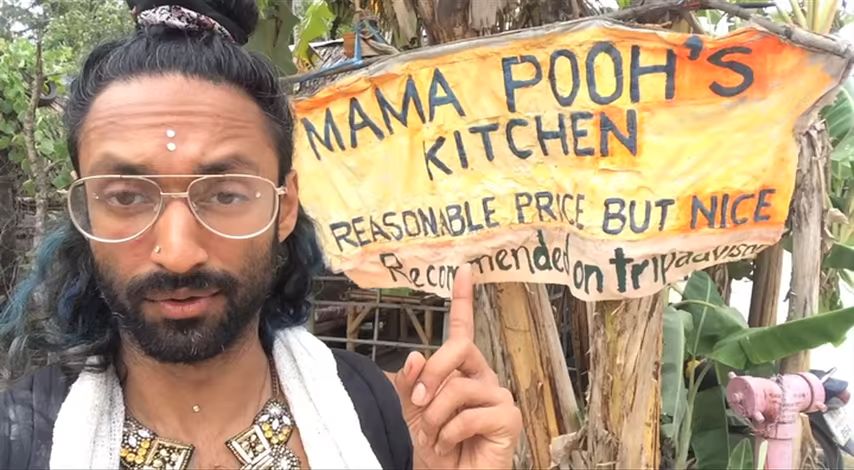 MAMA POOH'S
KITCHEN
REASONABLE PRICE BUT NICE
Recommended on tripadvisor